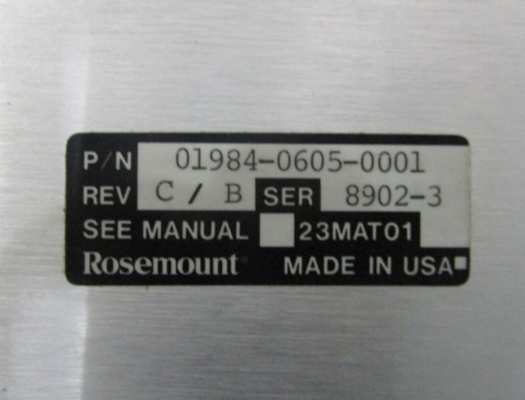 P/N 01984-0605-0001
REV C / B SER 8902-3
SEE MANUAL 23MAT01
Rosemount MADE IN USA